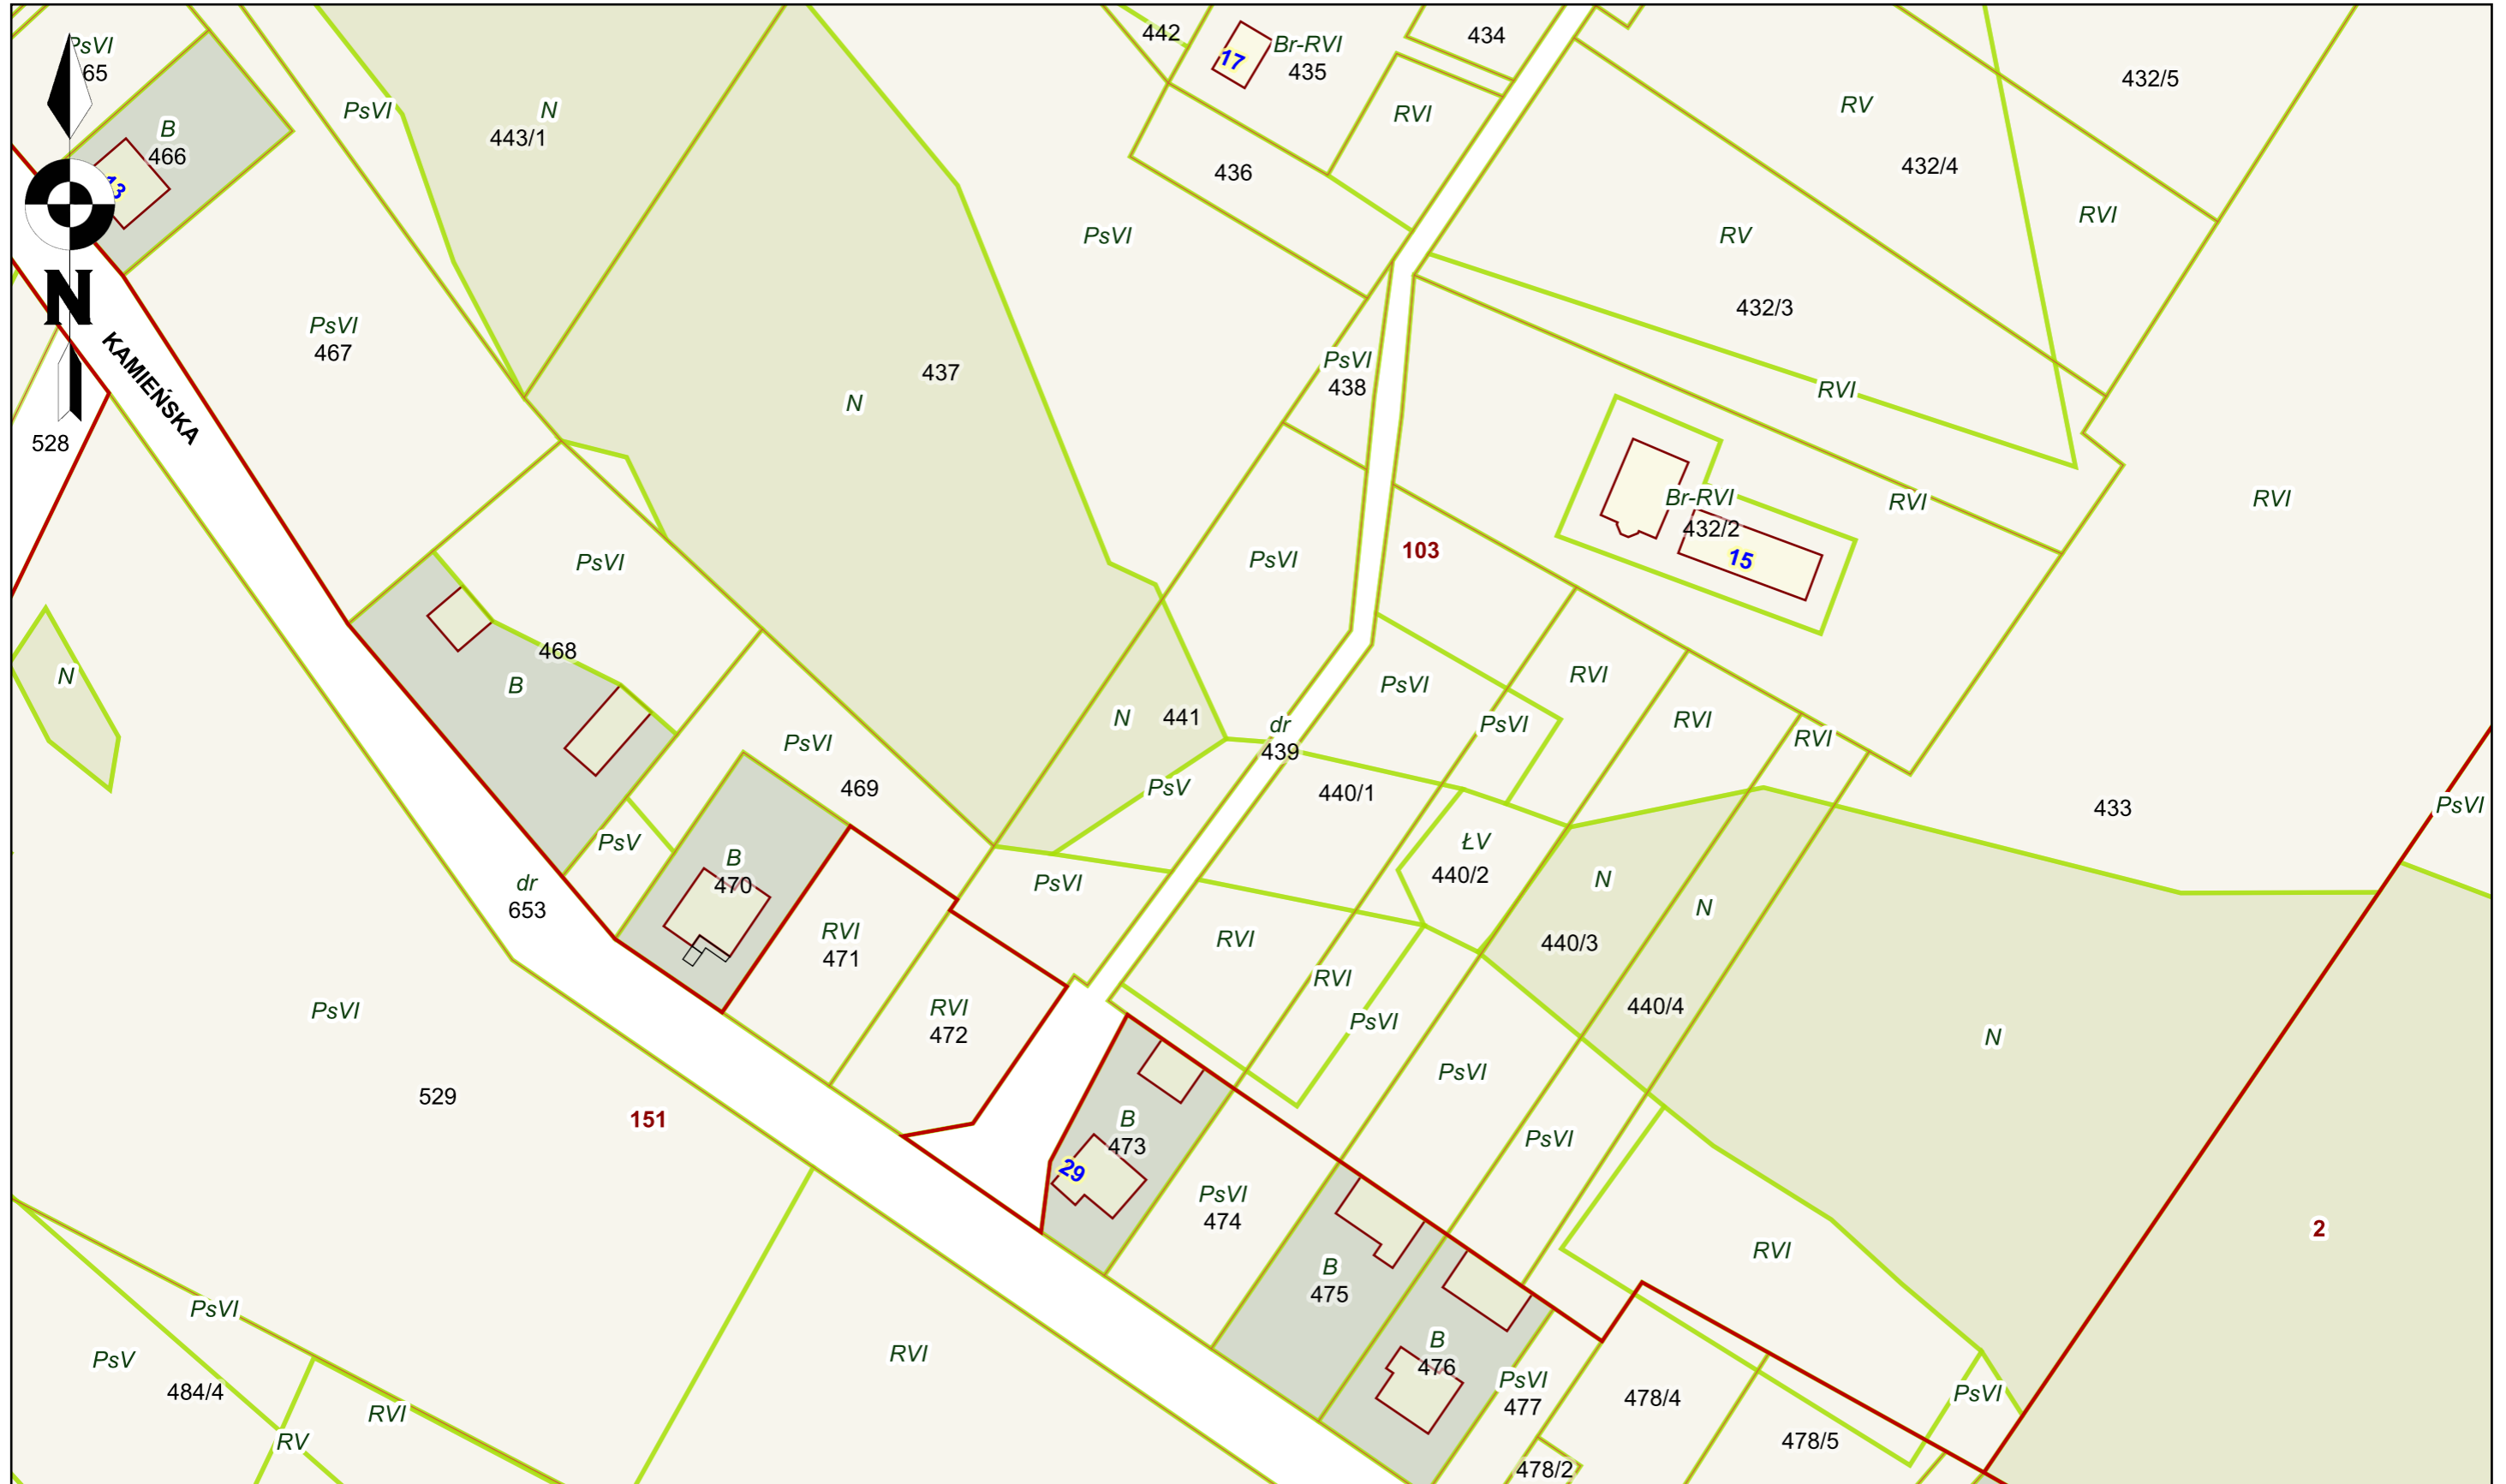 PsVI
65
B
466
13
N
KAMIEŃSKA
528
PsVI
N
443/1
PsVI
467
437
N
PsVI
442
17
Br-RVI
435
434
RVI
436
RV
432/5
432/4
RV
RVI
432/3
PsVI
438
RVI
Br-RVI
432/2
15
RVI
RVI
103
PsVI
PsVI
N
468
B
PsVI
469
N
441
dr
439
PsV
PsVI
PsVI
RVI
RVI
RVI
440/1
433
PsVI
PsV
B
470
dr
653
PsVI
ŁV
440/2
N
N
440/3
440/4
RVI
471
RVI
RVI
PsVI
RVI
472
PsVI
N
PsVI
529
151
B
473
29
PsVI
PsVI
474
2
RVI
B
475
B
476
PsVI
477
478/4
PsVI
478/5
478/2
PsVI
PsV
484/4
RVI
RV
RVI